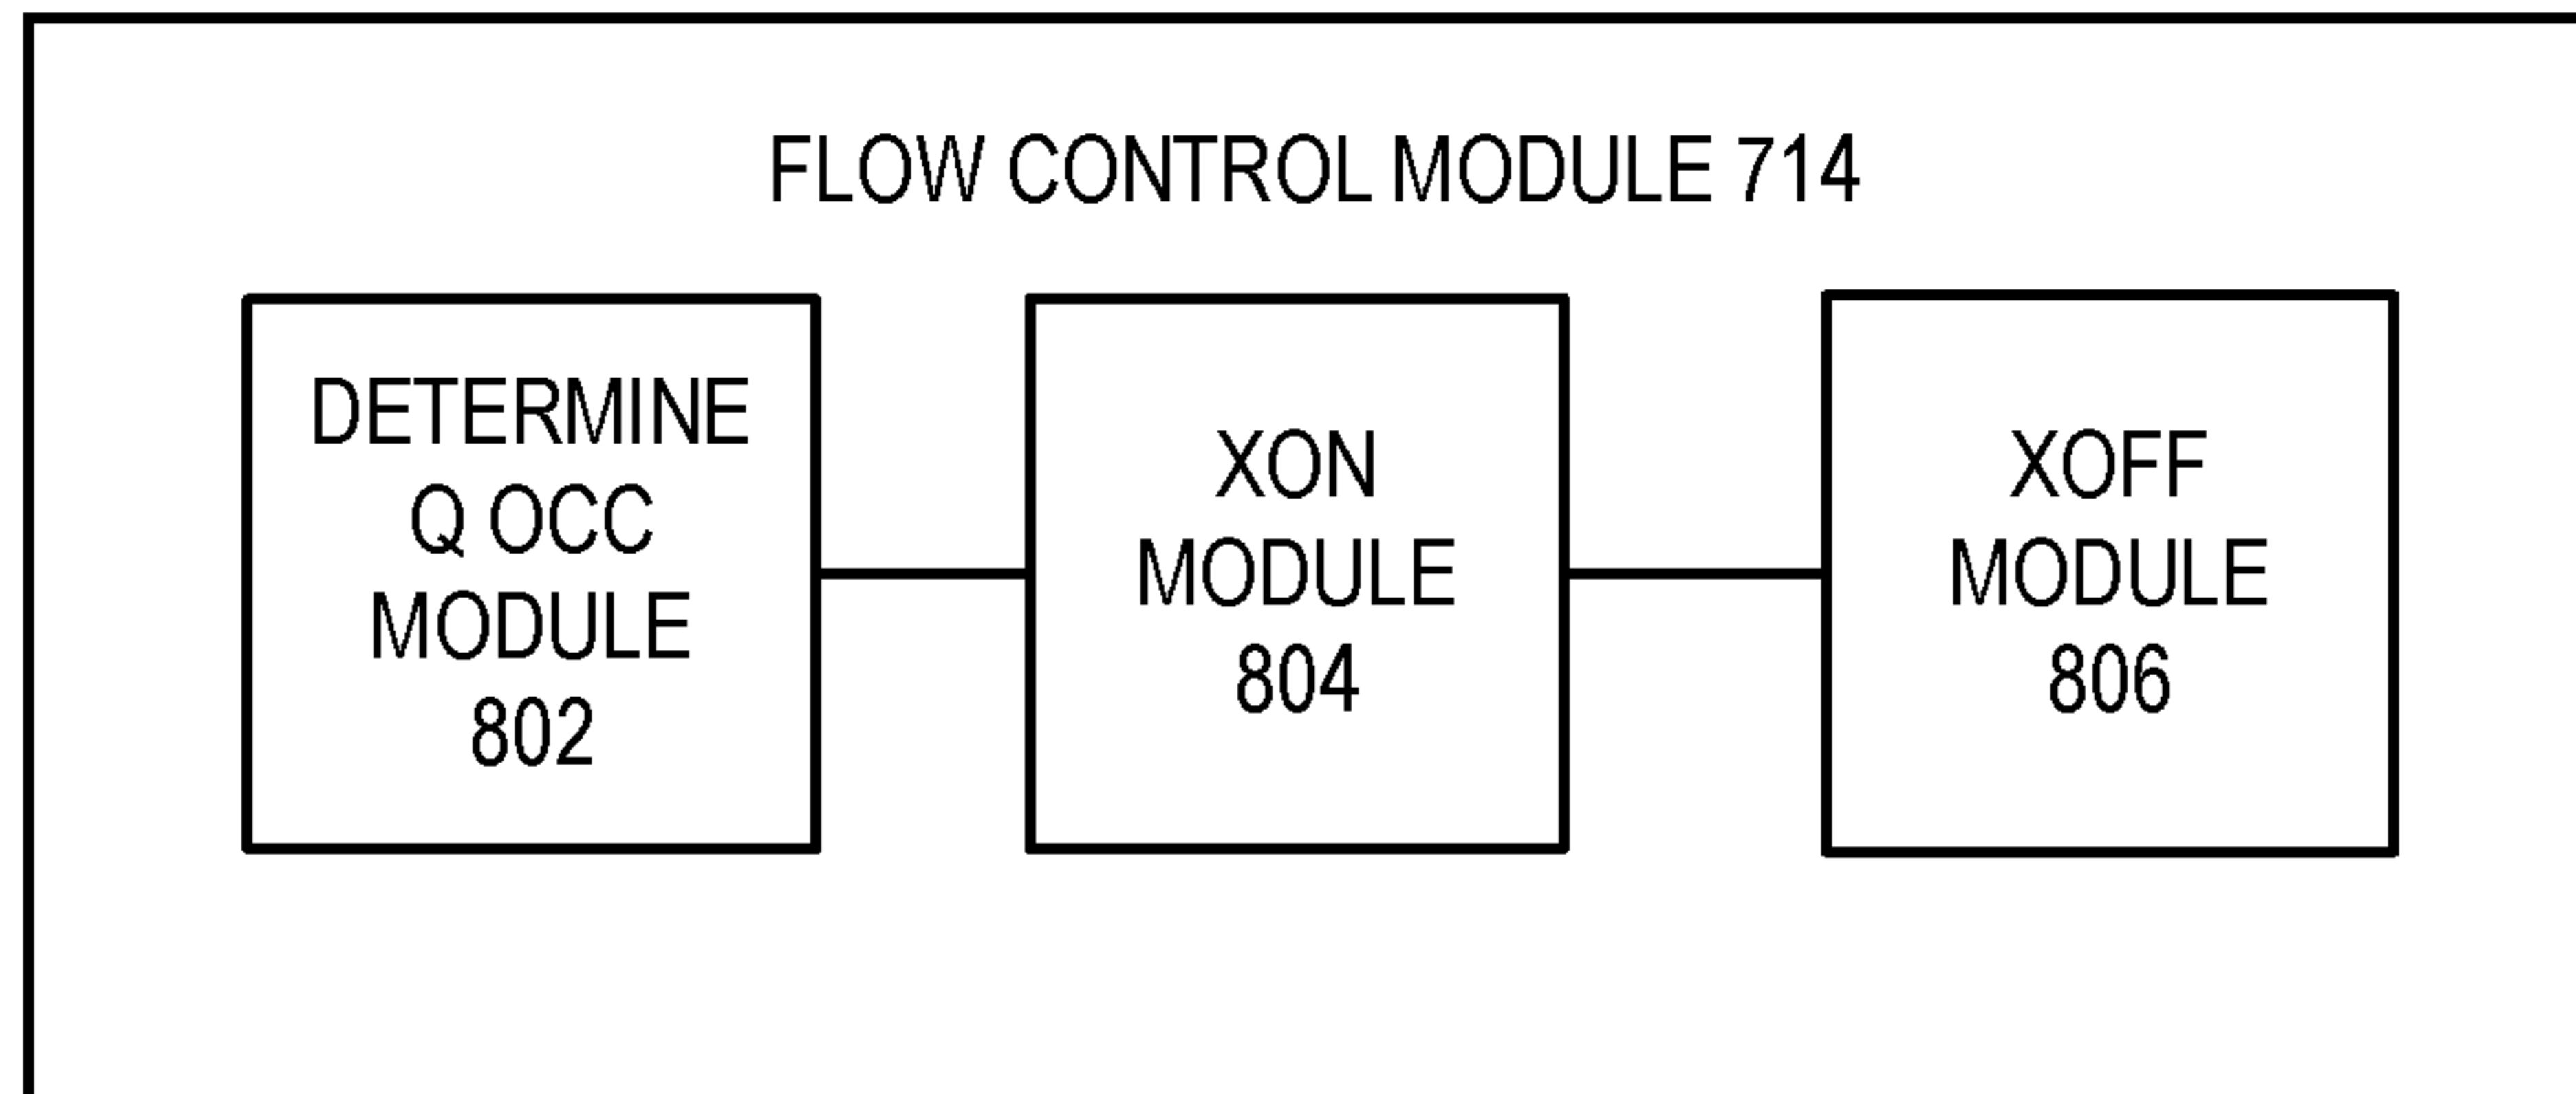 FLOW CONTROL MODULE 714
DETERMINE
Q OCC
MODULE
802
XON
MODULE
804
XOFF
MODULE
806